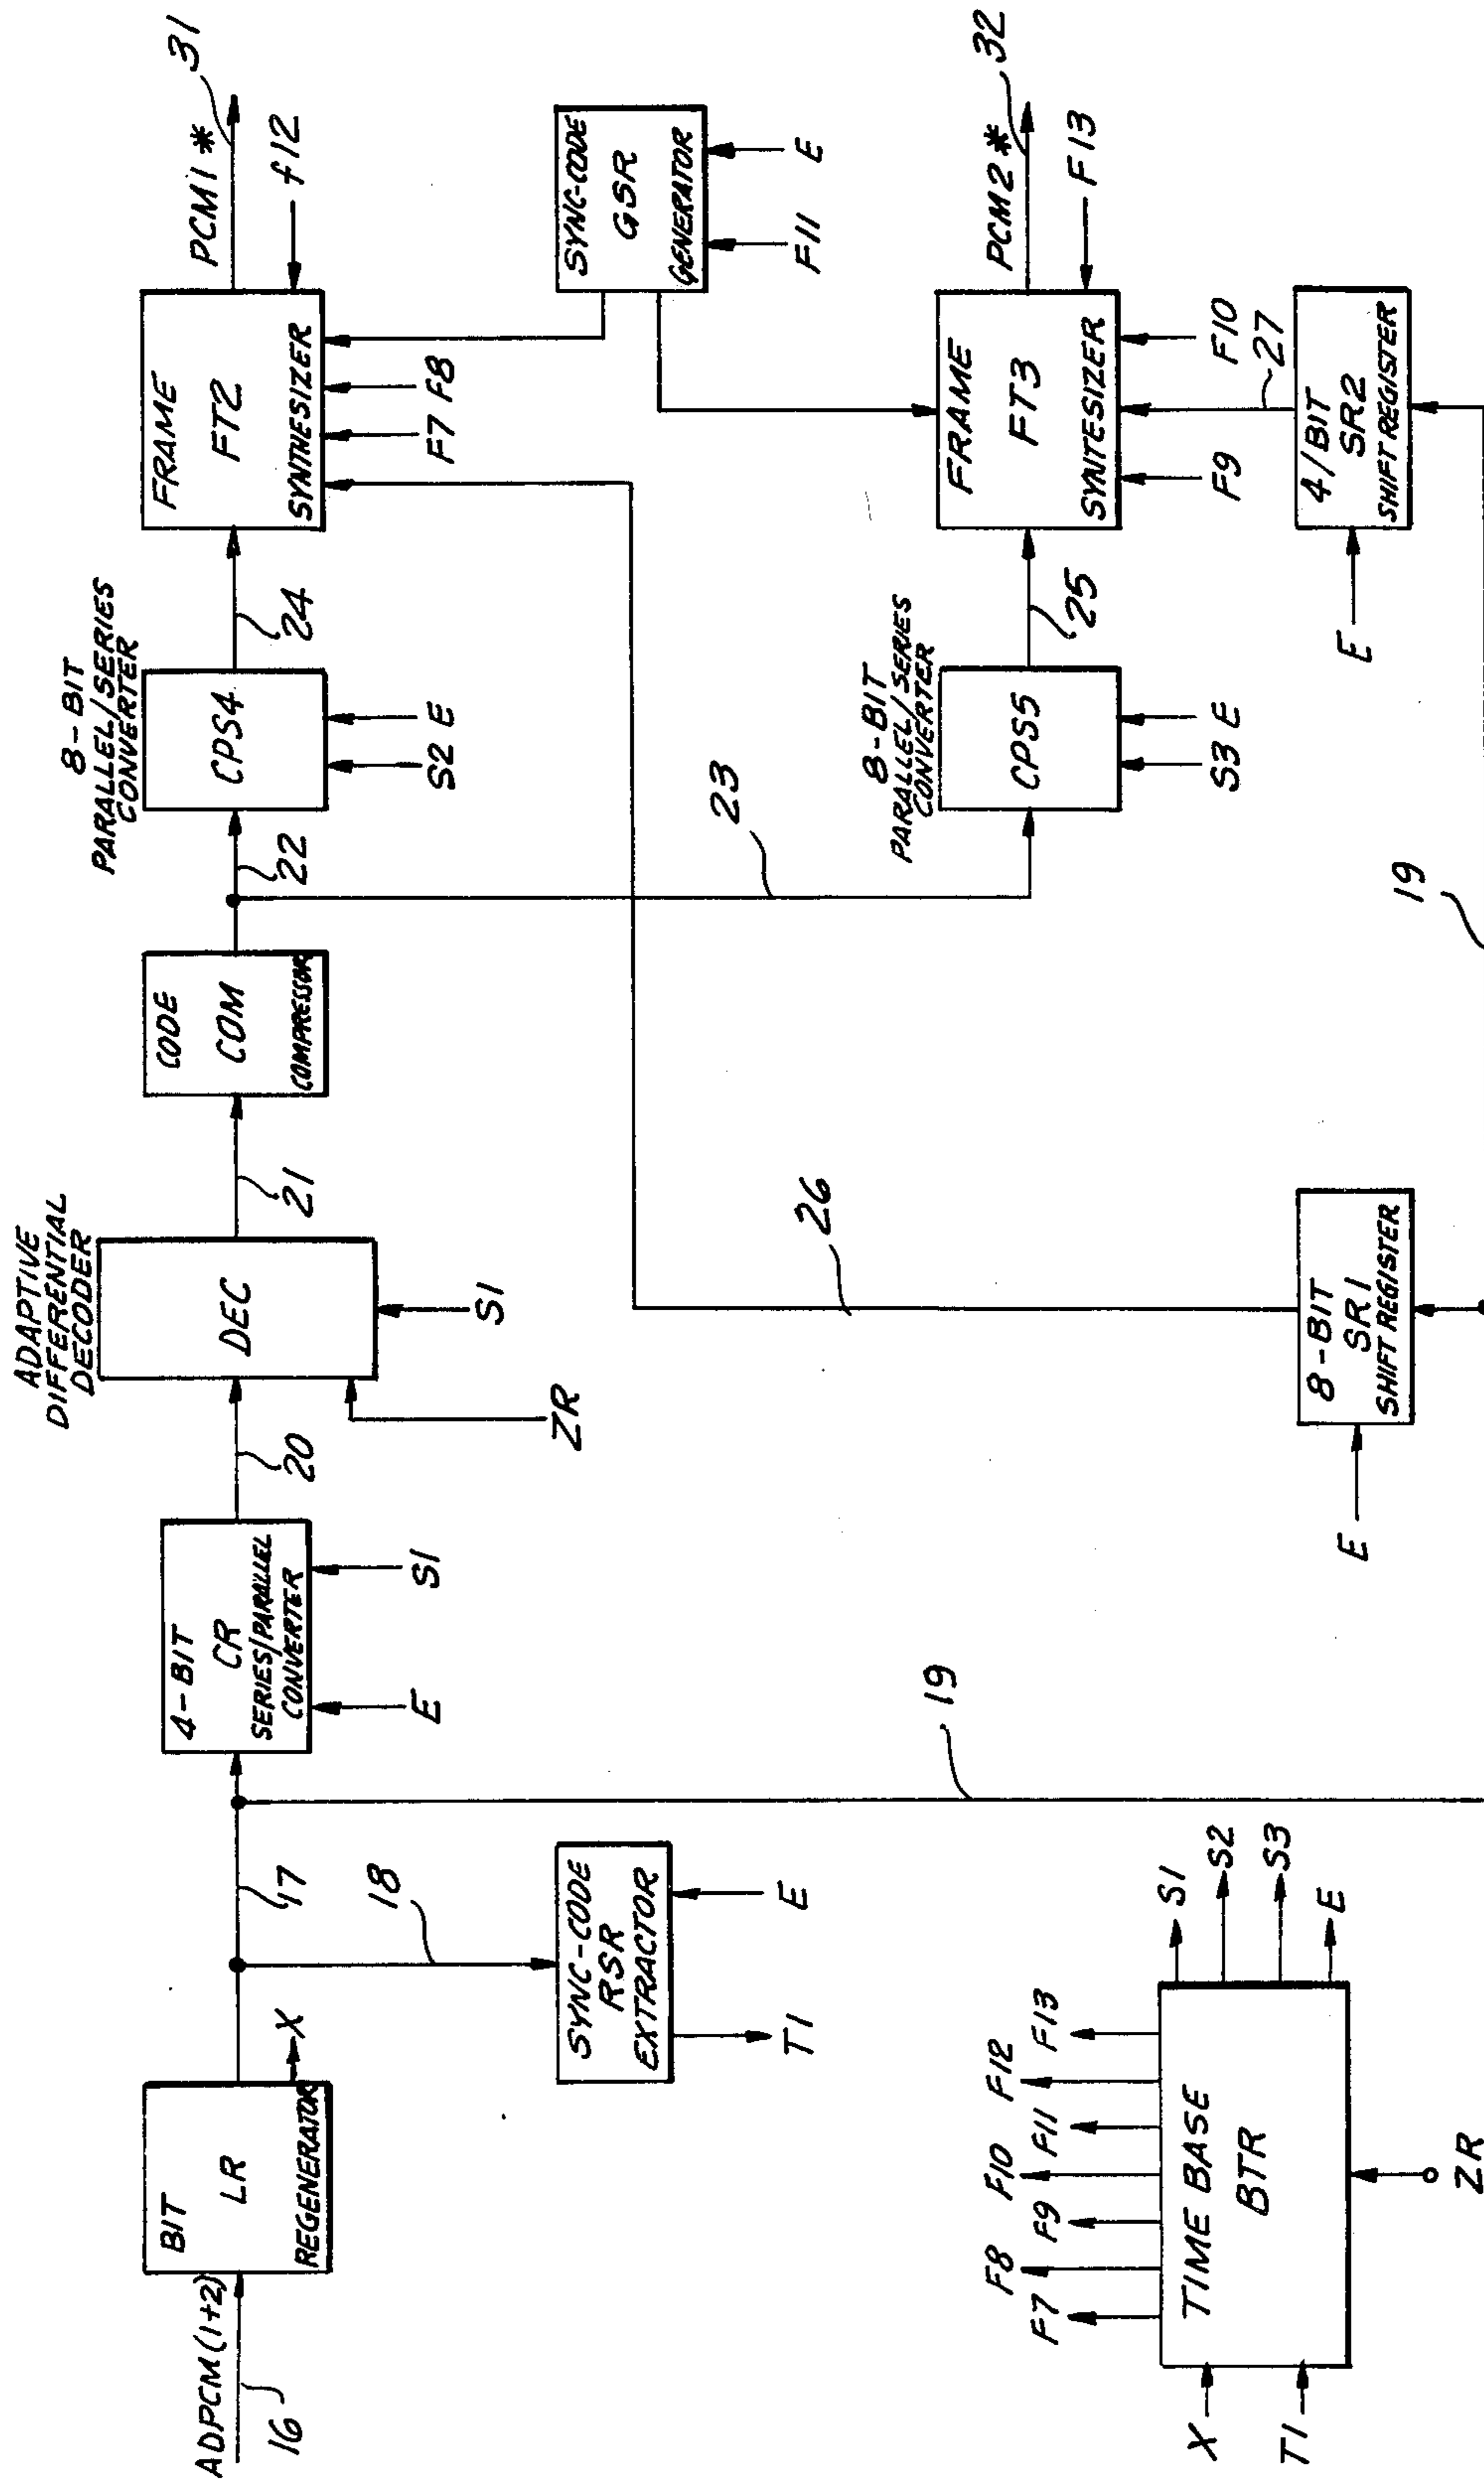 ADPCM(1+2)
16
BIT
LR
REGENERATOR
X
17
18
SYNC-CODE
RSR
EXTRACTOR
E
T1
19
4-BIT
CR
SERIES/PARALLEL
CONVERTER
E
S1
20
ADAPTIVE
DIFFERENTIAL
DECODER
DEC
ZR
S1
21
CODE
COM
COMPRESSOR
22
23
8-BIT
PARALLEL/SERIES
CONVERTER
CPS4
S2 E
24
FRAME
FT2
SYNTHESIZER
F7 F8
PCM1*
31
f12
SYNC-CODE
GSR
GENERATOR
F11
E
8-BIT
PARALLEL/SERIES
CONVERTER
CPS5
S3 E
25
FRAME
FT3
SYNTESIZER
F9
F10
27
PCM2*
32
F13
26
E
8-BIT
SR1
SHIFT REGISTER
19
E
4/BIT
SR2
SHIFT REGISTER
F7
F8
F9
F10
F11
F12
F13
X
T1
TIME BASE
BTR
S1
S2
S3
E
ZR